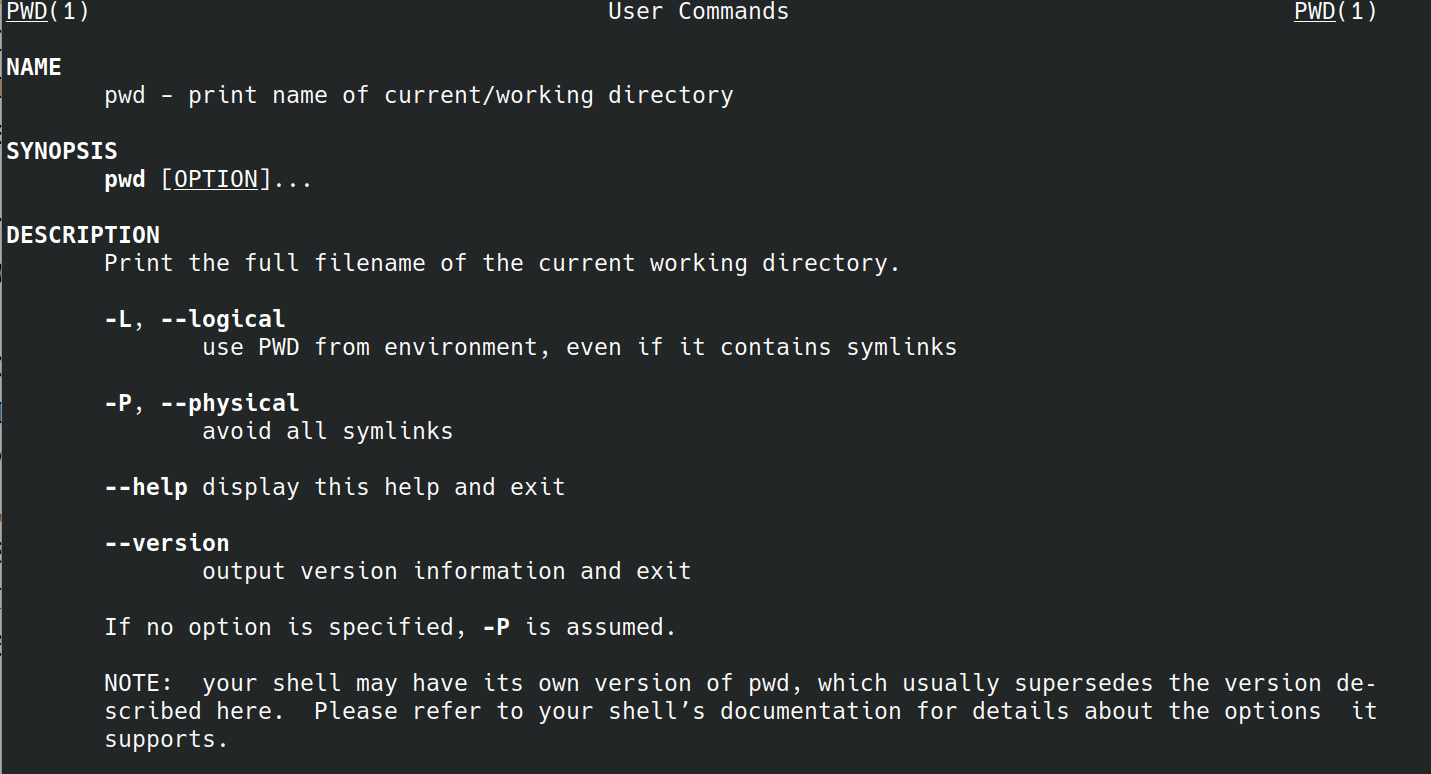 PWD(1) User Commands PWD(1)
NAME
pwd - print name of current/working directory
SYNOPSIS
pwd [OPTION]...
DESCRIPTION
Print the full filename of the current working directory.
-L, --logical
use PWD from environment, even if it contains symlinks
-P, --physical
avoid all symlinks
--help display this help and exit
--version
output version information and exit
If no option is specified, -P is assumed.
NOTE:  your shell may have its own version of pwd, which usually supersedes the version de-
scribed here.  Please refer to your shell’s documentation for details about the options  it
supports.